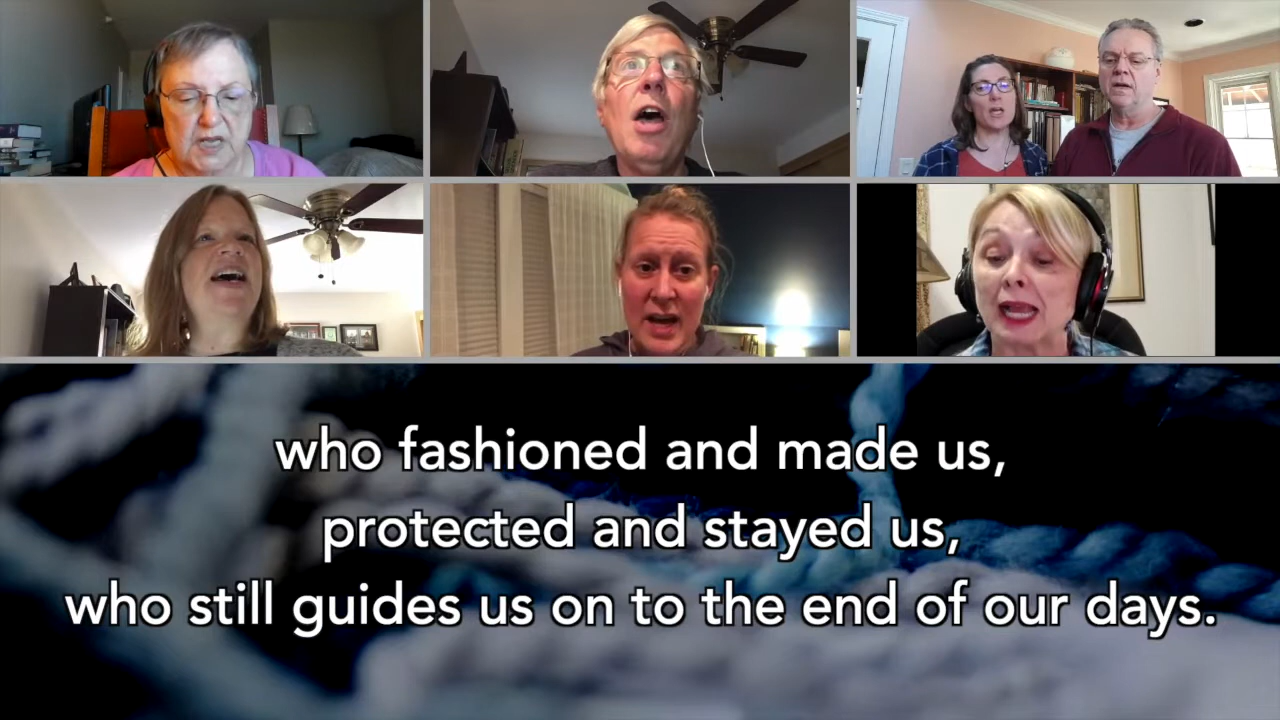 who fashioned and made us,
protected and stayed us,
who still guides us on to the end of our days.